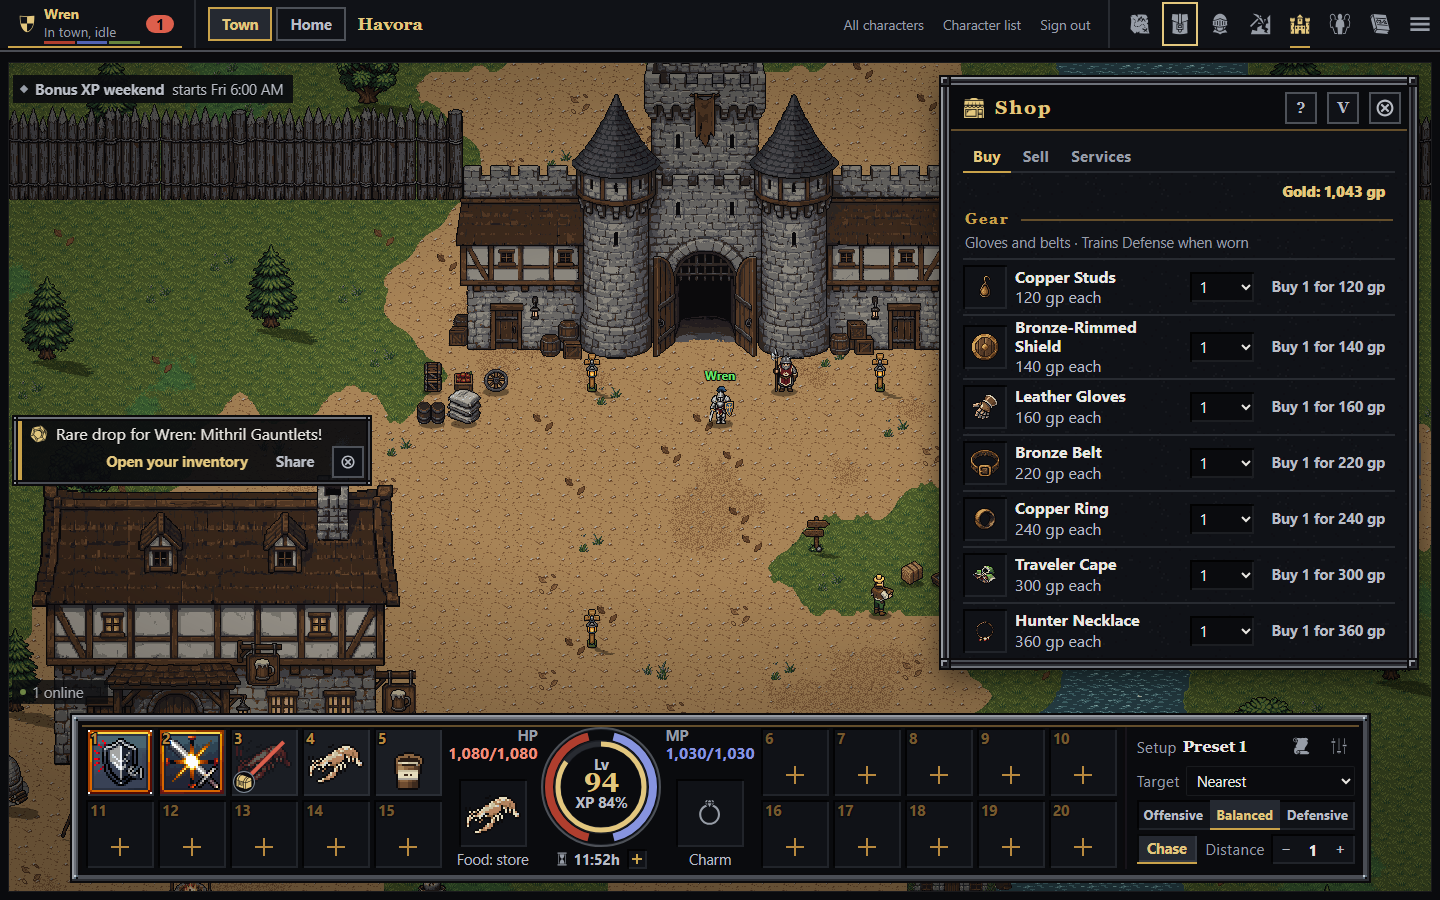 Wren
In town, idle
1
Town
Home
Havora
All characters
Character list
Sign out
Bonus XP weekend starts Fri 6:00 AM
Shop
?
V
Buy
Sell
Services
Gold: 1,043 gp
Gear
Gloves and belts · Trains Defense when worn
Copper Studs
120 gp each
1
Buy 1 for 120 gp
Bronze-Rimmed
Shield
140 gp each
1
Buy 1 for 140 gp
Leather Gloves
160 gp each
1
Buy 1 for 160 gp
Bronze Belt
220 gp each
1
Buy 1 for 220 gp
Copper Ring
240 gp each
1
Buy 1 for 240 gp
Traveler Cape
300 gp each
1
Buy 1 for 300 gp
Hunter Necklace
360 gp each
1
Buy 1 for 360 gp
Wren
Rare drop for Wren: Mithril Gauntlets!
Open your inventory
Share
1 online
1
2
3
4
5
HP
1,080/1,080
Lv
94
XP 84%
MP
1,030/1,030
6
7
8
9
10
11
12
13
14
15
Food: store
11:52h
+
Charm
16
17
18
19
20
Setup Preset 1
Target Nearest
Offensive
Balanced
Defensive
Chase
Distance
− 1 +